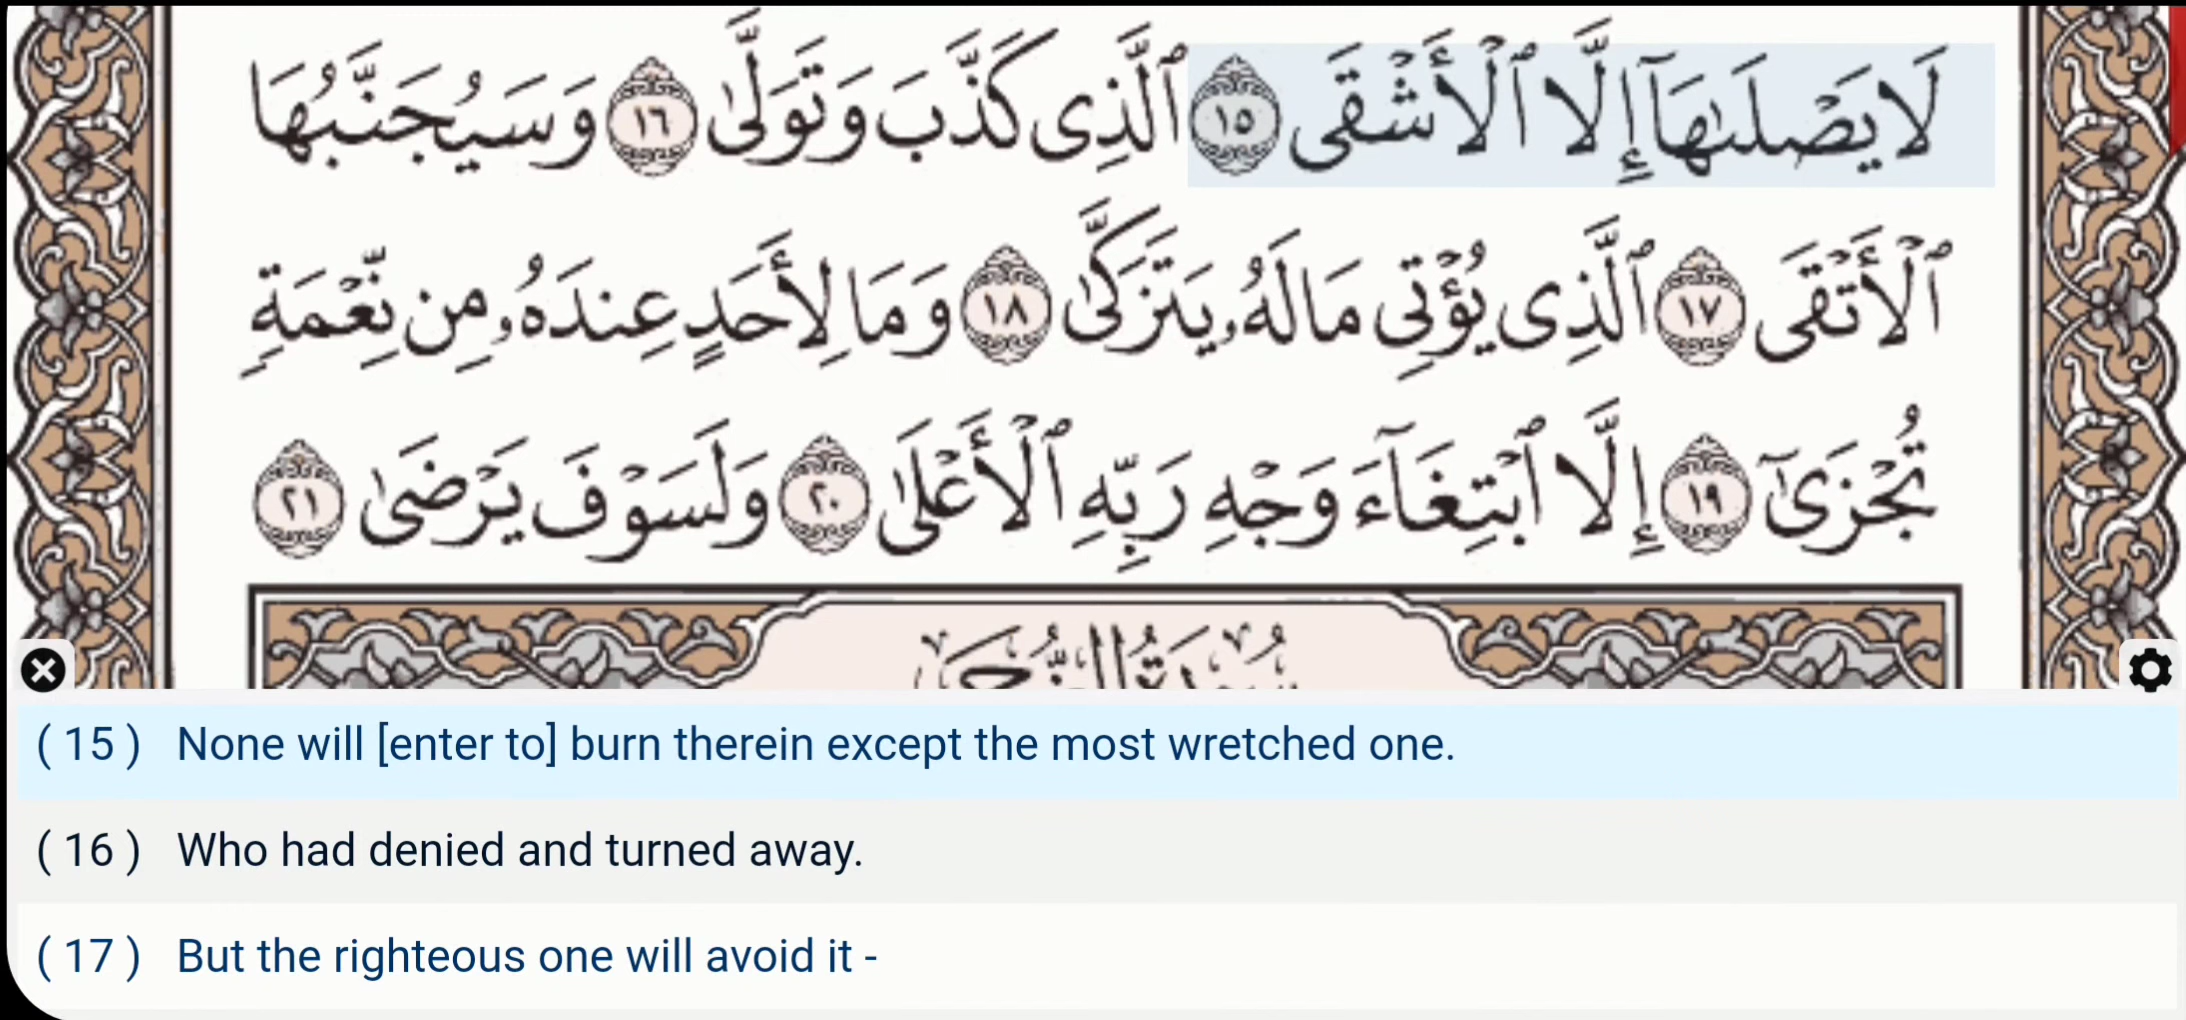 لَا يَصْلَىٰهَآ إِلَّا ٱلْأَشْقَى ١٥ ٱلَّذِى كَذَّبَ وَتَوَلَّىٰ ١٦ وَسَيُجَنَّبُهَا
ٱلْأَتْقَى ١٧ ٱلَّذِى يُؤْتِى مَالَهُۥ يَتَزَكَّىٰ ١٨ وَمَا لِأَحَدٍ عِندَهُۥ مِن نِّعْمَةٍ
تُجْزَىٰٓ ١٩ إِلَّا ٱبْتِغَآءَ وَجْهِ رَبِّهِ ٱلْأَعْلَىٰ ٢٠ وَلَسَوْفَ يَرْضَىٰ ٢١
سُورَةُ الضُّحَى
( 15 ) None will [enter to] burn therein except the most wretched one.
( 16 ) Who had denied and turned away.
( 17 ) But the righteous one will avoid it -